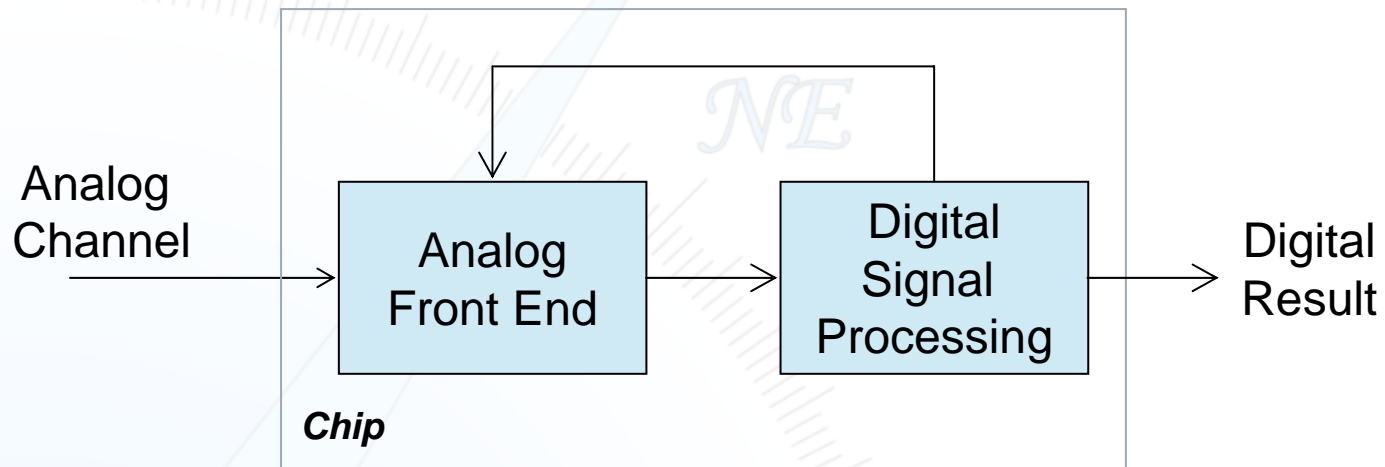 NE
Analog
Channel
Analog
Front End
Digital
Signal
Processing
Digital
Result
Chip